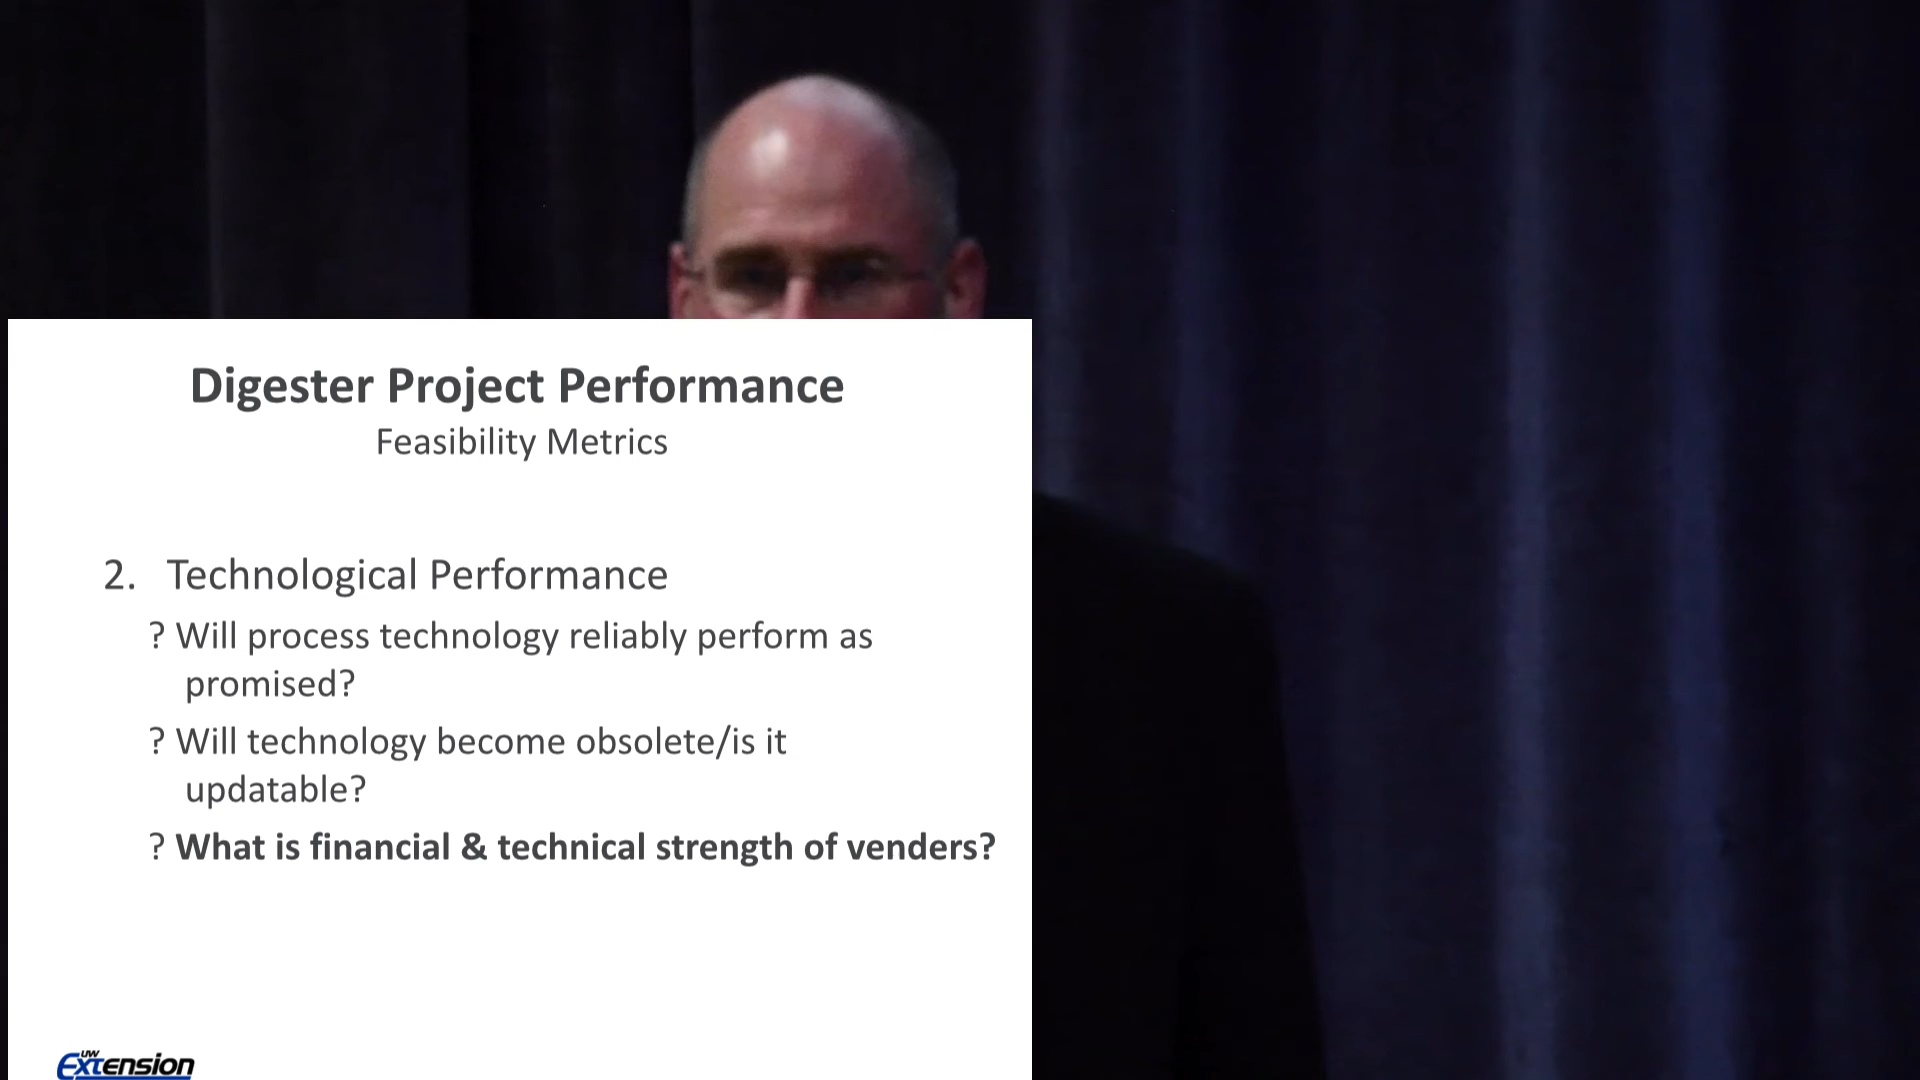 Digester Project Performance
Feasibility Metrics
2. Technological Performance
? Will process technology reliably perform as
promised?
? Will technology become obsolete/is it
updatable?
? What is financial & technical strength of venders?
UW
Extension